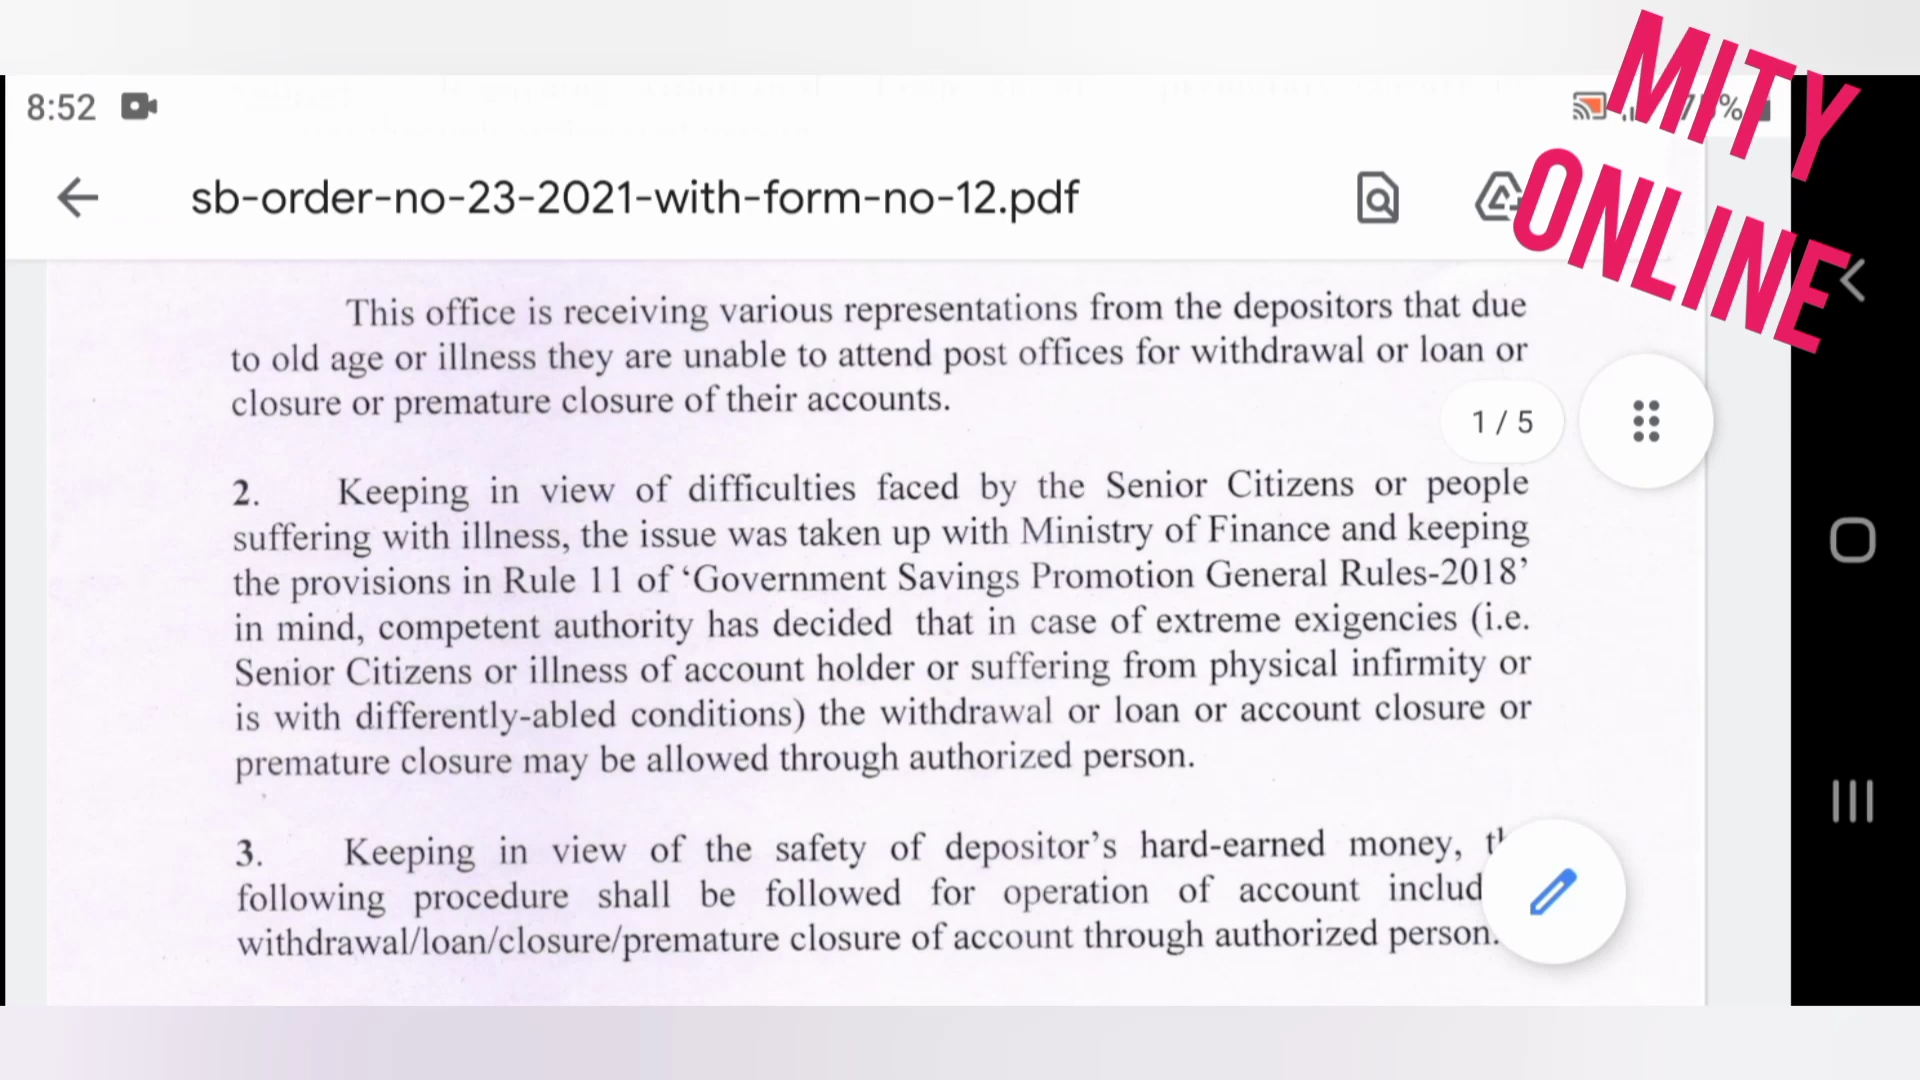 MITY
ONLINE
8:52
%
sb-order-no-23-2021-with-form-no-12.pdf
This office is receiving various representations from the depositors that due
to old age or illness they are unable to attend post offices for withdrawal or loan or
closure or premature closure of their accounts.
1 / 5
2. Keeping in view of difficulties faced by the Senior Citizens or people
suffering with illness, the issue was taken up with Ministry of Finance and keeping
the provisions in Rule 11 of ‘Government Savings Promotion General Rules-2018’
in mind, competent authority has decided that in case of extreme exigencies (i.e.
Senior Citizens or illness of account holder or suffering from physical infirmity or
is with differently-abled conditions) the withdrawal or loan or account closure or
premature closure may be allowed through authorized person.
3. Keeping in view of the safety of depositor’s hard-earned money,
following procedure shall be followed for operation of account includ
withdrawal/loan/closure/premature closure of account through authorized person.